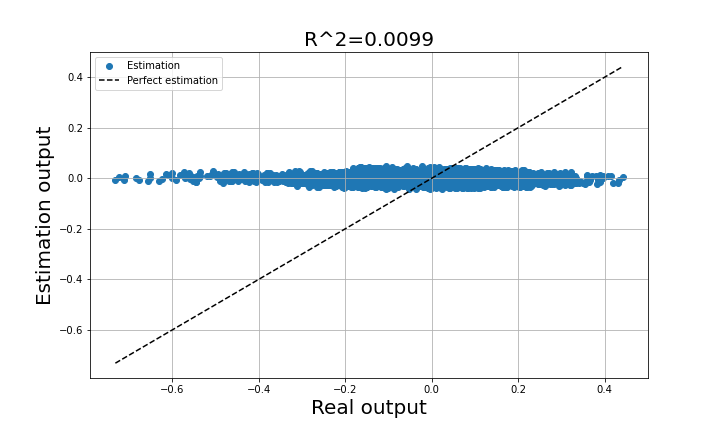 R^2=0.0099
Estimation
Perfect estimation
Estimation output
0.4
0.2
0.0
−0.2
−0.4
−0.6
−0.6
−0.4
−0.2
0.0
0.2
0.4
Real output